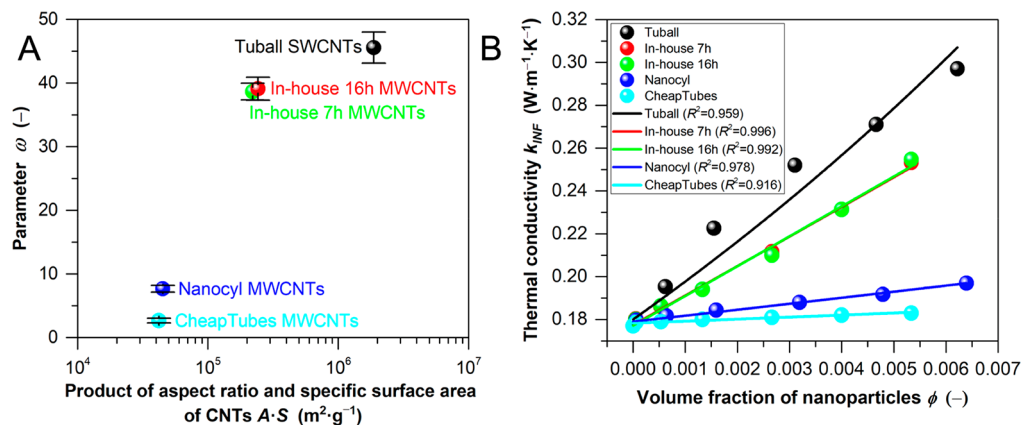 A
50
40
30
20
10
0
Parameter ω (–)
Tuball SWCNTs
In-house 16h MWCNTs
In-house 7h MWCNTs
Nanocyl MWCNTs
CheapTubes MWCNTs
10⁴ 10⁵ 10⁶ 10⁷
Product of aspect ratio and specific surface area
of CNTs A·S (m²·g⁻¹)
B
0.32
0.30
0.28
0.26
0.24
0.22
0.20
0.18
Thermal conductivity k_INF (W·m⁻¹·K⁻¹)
Tuball
In-house 7h
In-house 16h
Nanocyl
CheapTubes
Tuball (R²=0.959)
In-house 7h (R²=0.996)
In-house 16h (R²=0.992)
Nanocyl (R²=0.978)
CheapTubes (R²=0.916)
0.000 0.001 0.002 0.003 0.004 0.005 0.006 0.007
Volume fraction of nanoparticles ϕ (–)